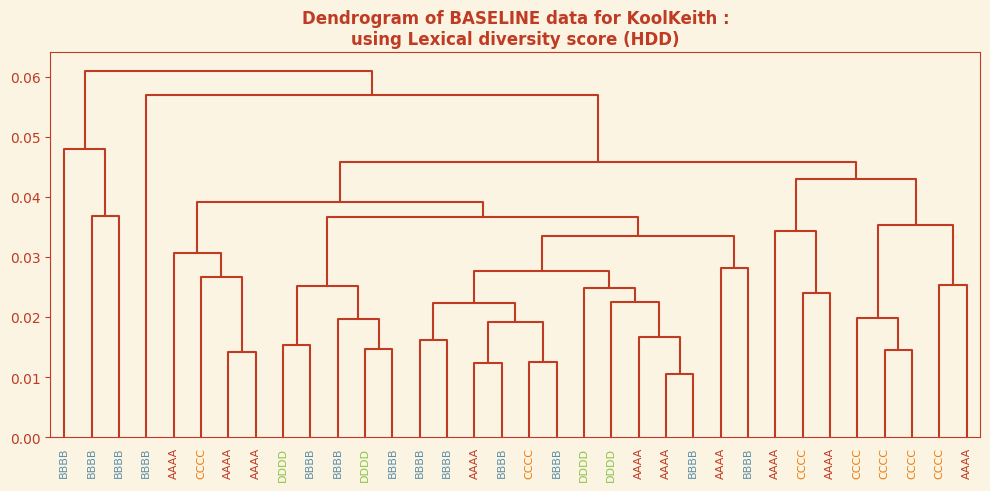 Dendrogram of BASELINE data for KoolKeith :
using Lexical diversity score (HDD)
0.06
0.05
0.04
0.03
0.02
0.01
0.00
BBBB
BBBB
BBBB
BBBB
AAAA
CCCC
AAAA
AAAA
DDDD
BBBB
BBBB
DDDD
BBBB
BBBB
BBBB
AAAA
BBBB
CCCC
BBBB
DDDD
DDDD
AAAA
AAAA
BBBB
AAAA
BBBB
AAAA
CCCC
AAAA
CCCC
CCCC
CCCC
CCCC
AAAA